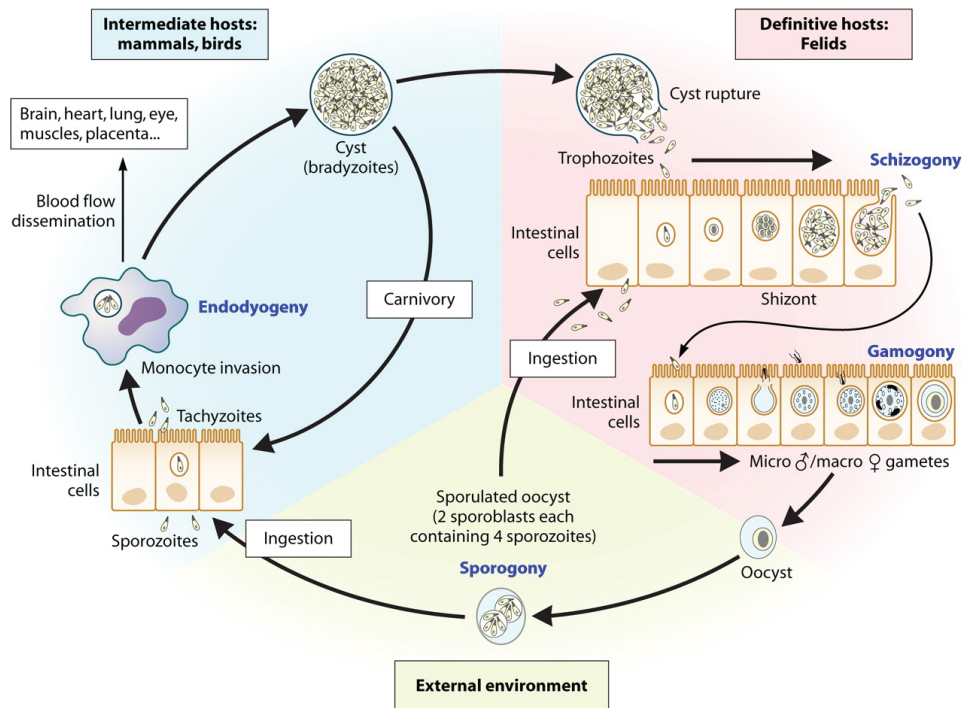 Intermediate hosts:
mammals, birds
Definitive hosts:
Felids
Brain, heart, lung, eye,
muscles, placenta...
Blood flow
dissemination
Cyst
(bradyzoites)
Cyst rupture
Trophozoites
Schizogony
Intestinal
cells
Shizont
Endodyogeny
Carnivory
Monocyte invasion
Ingestion
Gamogony
Tachyzoites
Intestinal
cells
Intestinal
cells
Micro ♂/macro ♀ gametes
Sporozoites
Ingestion
Sporulated oocyst
(2 sporoblasts each
containing 4 sporozoites)
Sporogony
Oocyst
External environment